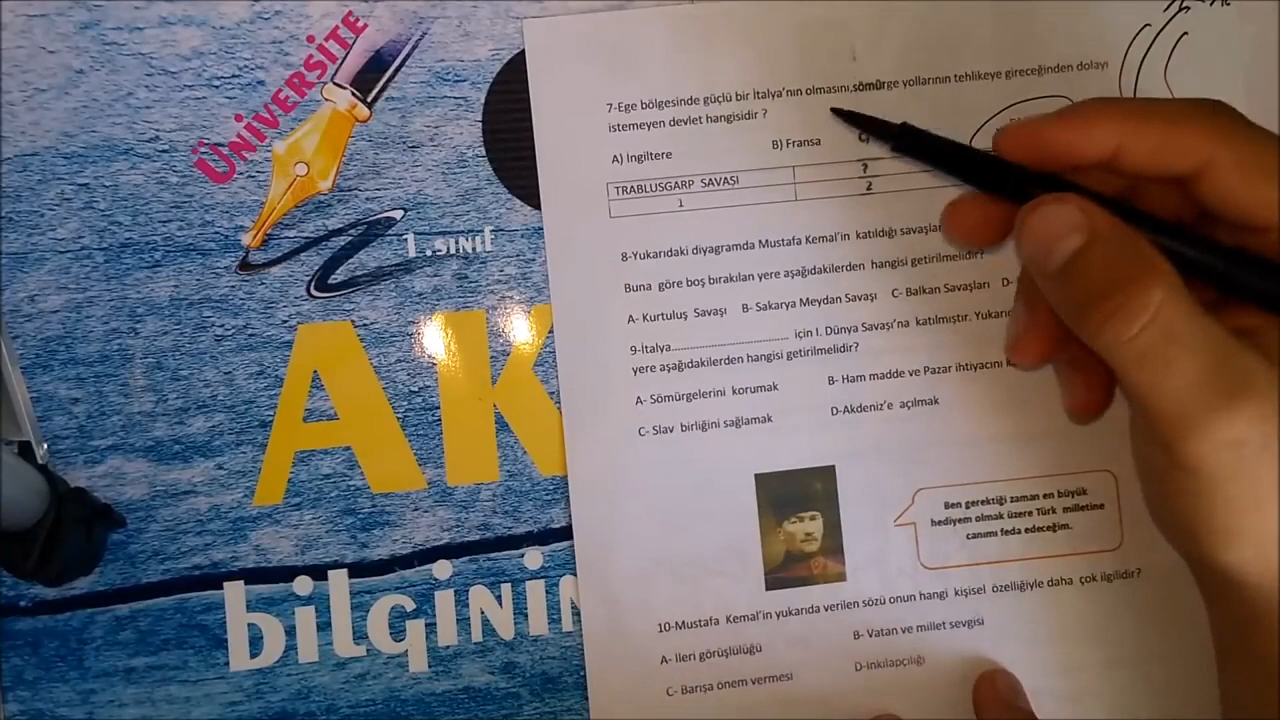 ÜNİVERSİTE
1.SINIF
AK
bilginin
7-Ege bölgesinde güçlü bir İtalya'nın olmasını,sömürge yollarının tehlikeye gireceğinden dolayı
istemeyen devlet hangisidir ?
A) İngiltere B) Fransa
TRABLUSGARP SAVAŞI ?
1 2
8-Yukarıdaki diyagramda Mustafa Kemal'in katıldığı
Buna göre boş bırakılan yere aşağıdakilerden hangisi getirilmelidir?
A- Kurtuluş Savaşı B- Sakarya Meydan Savaşı C- Balkan Savaşları D-
9-İtalya.................................... için I. Dünya Savaşı'na katılmıştır.
yere aşağıdakilerden hangisi getirilmelidir?
A- Sömürgelerini korumak B- Ham madde ve Pazar ihtiyacını
C- Slav birliğini sağlamak D-Akdeniz'e açılmak
Ben gerektiği zaman en büyük
hediyem olmak üzere Türk milletine
canımı feda edeceğim.
10-Mustafa Kemal'in yukarıda verilen sözü onun hangi kişisel özelliğiyle daha çok ilgilidir?
A- İleri görüşlülüğü B- Vatan ve millet sevgisi
C- Barışa önem vermesi D-İnkılapçılığı